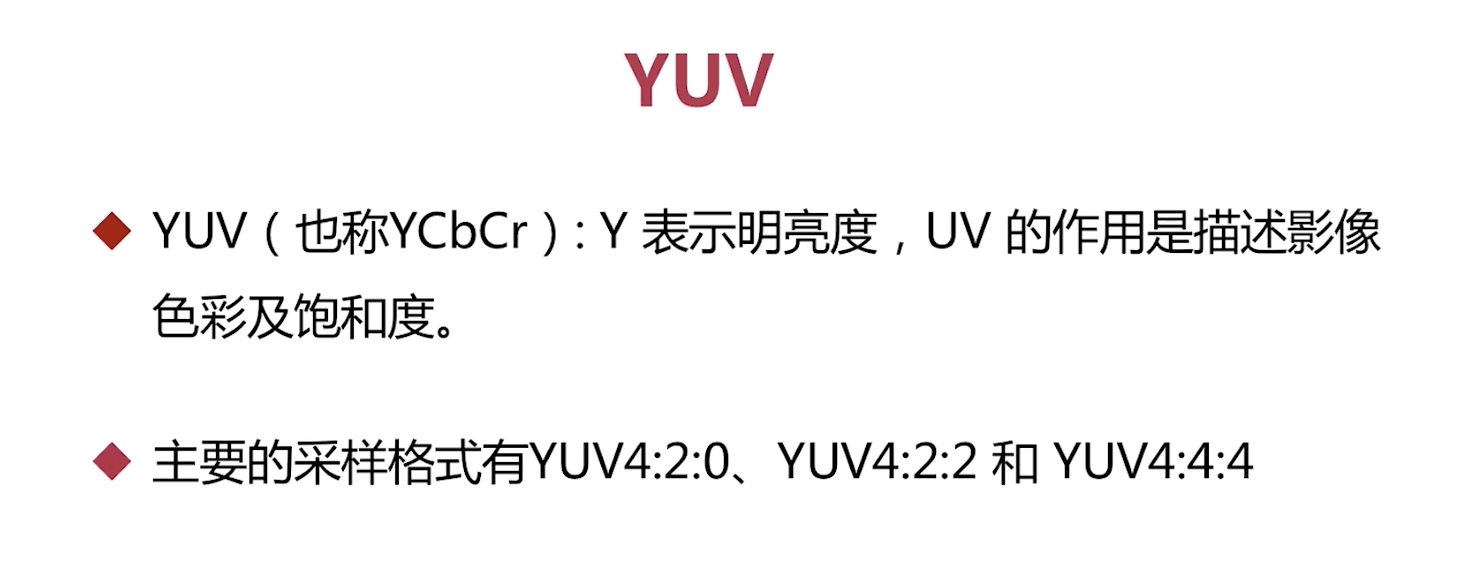 YUV
YUV（也称YCbCr）: Y 表示明亮度，UV 的作用是描述影像
色彩及饱和度。
主要的采样格式有YUV4:2:0、YUV4:2:2 和 YUV4:4:4